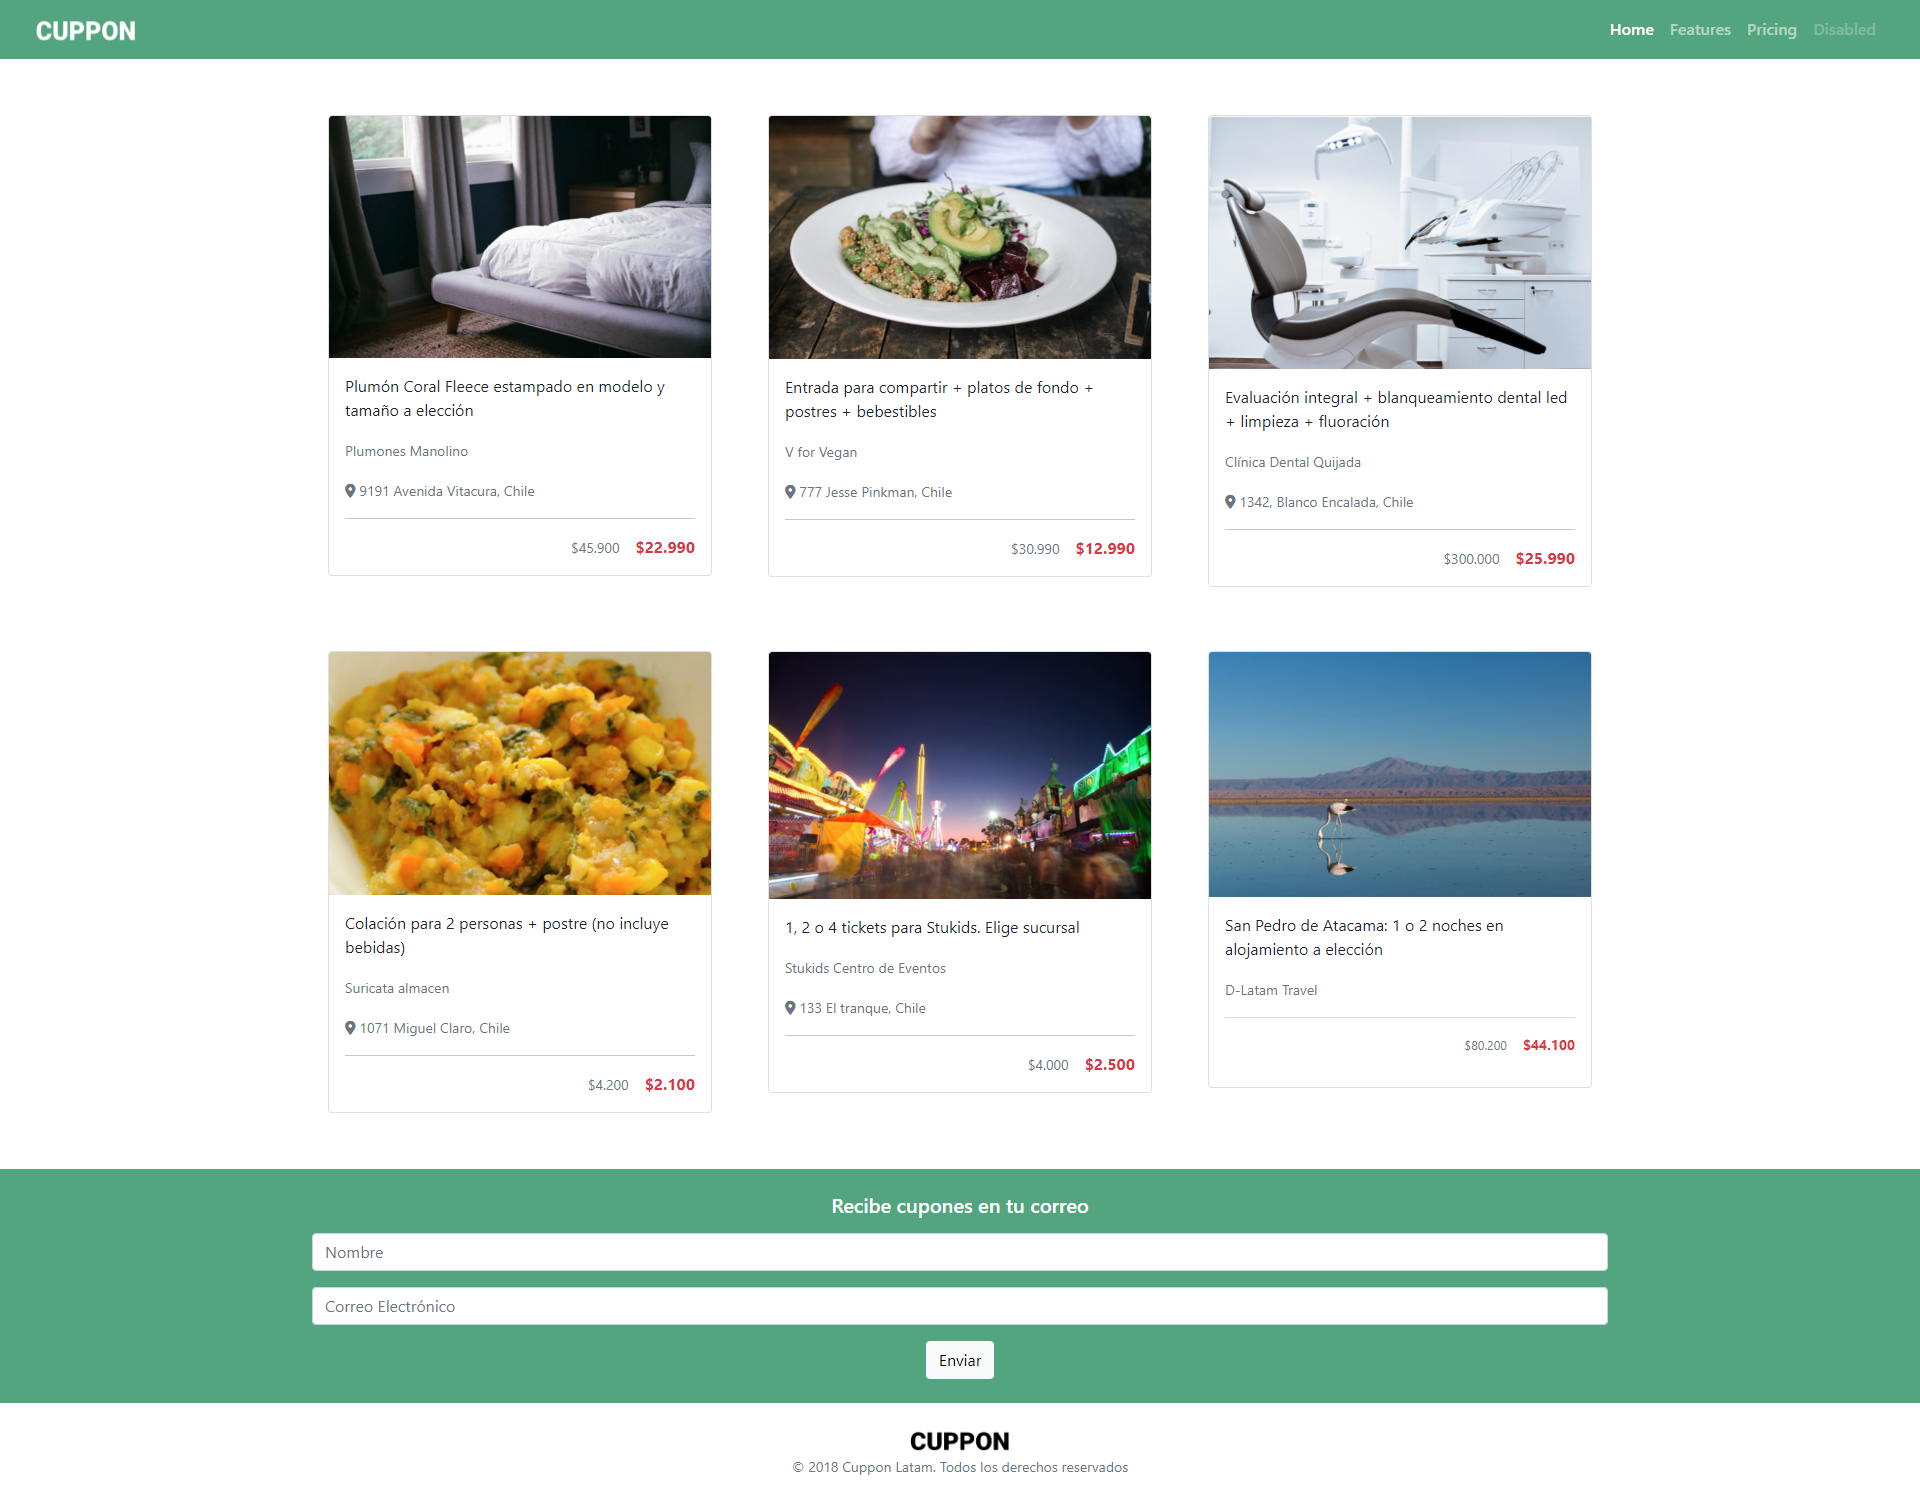 CUPPON
Home Features Pricing Disabled
Plumón Coral Fleece estampado en modelo y
tamaño a elección
Plumones Manolino
9191 Avenida Vitacura, Chile
$45.900 $22.990
Entrada para compartir + platos de fondo +
postres + bebestibles
V for Vegan
777 Jesse Pinkman, Chile
$30.990 $12.990
Evaluación integral + blanqueamiento dental led
+ limpieza + fluoración
Clínica Dental Quijada
1342, Blanco Encalada, Chile
$300.000 $25.990
Colación para 2 personas + postre (no incluye
bebidas)
Suricata almacen
1071 Miguel Claro, Chile
$4.200 $2.100
1, 2 o 4 tickets para Stukids. Elige sucursal
Stukids Centro de Eventos
133 El tranque, Chile
$4.000 $2.500
San Pedro de Atacama: 1 o 2 noches en
alojamiento a elección
D-Latam Travel
$80.200 $44.100
Recibe cupones en tu correo
Nombre
Correo Electrónico
Enviar
CUPPON
© 2018 Cuppon Latam. Todos los derechos reservados